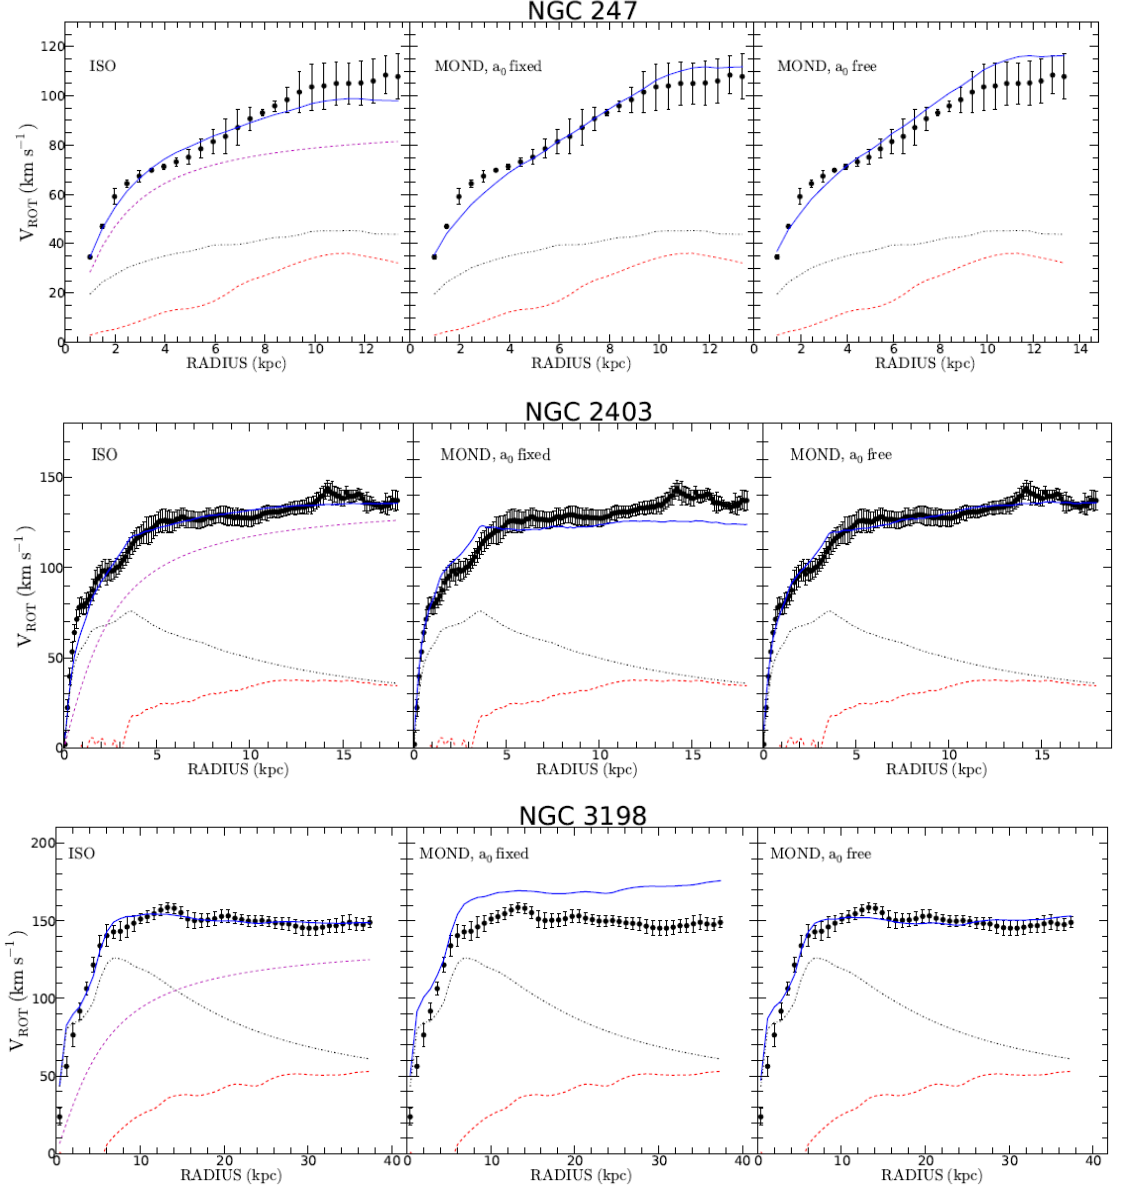 NGC 247
ISO
MOND, a₀ fixed
MOND, a₀ free
120
100
80
60
40
20
0
V_ROT (km s⁻¹)
0 2 4 6 8 10 12
0 2 4 6 8 10 12
0 2 4 6 8 10 12 14
RADIUS (kpc)
RADIUS (kpc)
RADIUS (kpc)
NGC 2403
ISO
MOND, a₀ fixed
MOND, a₀ free
150
100
50
0
V_ROT (km s⁻¹)
0 5 10 15
0 5 10 15
0 5 10 15
RADIUS (kpc)
RADIUS (kpc)
RADIUS (kpc)
NGC 3198
ISO
MOND, a₀ fixed
MOND, a₀ free
200
150
100
50
0
V_ROT (km s⁻¹)
0 10 20 30
0 10 20 30 40
0 10 20 30 40
RADIUS (kpc)
RADIUS (kpc)
RADIUS (kpc)